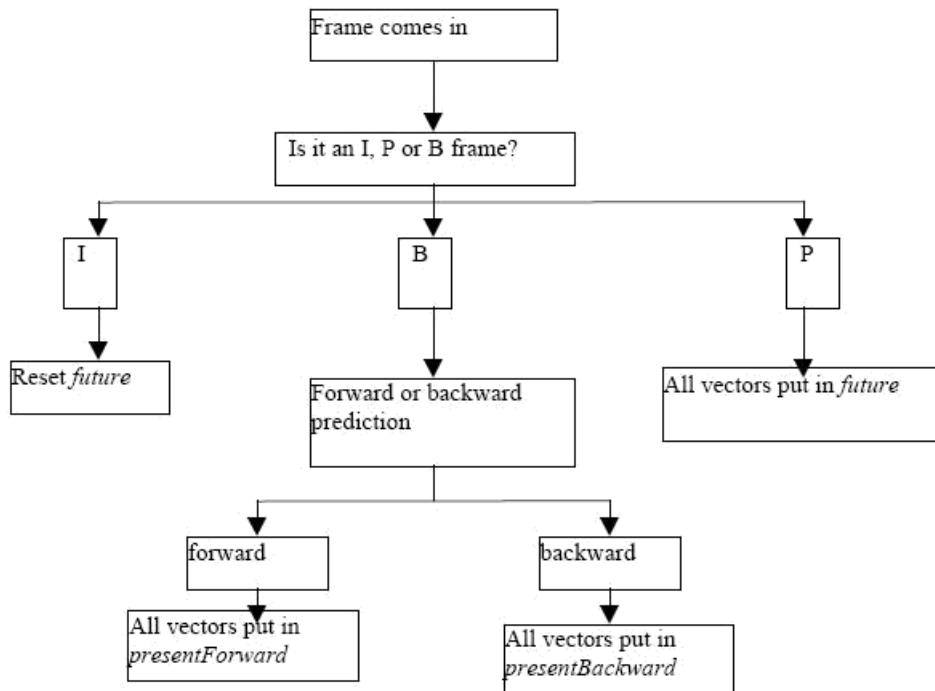 Frame comes in
Is it an I, P or B frame?
I
B
P
Reset future
Forward or backward
prediction
All vectors put in future
forward
backward
All vectors put in
presentForward
All vectors put in
presentBackward